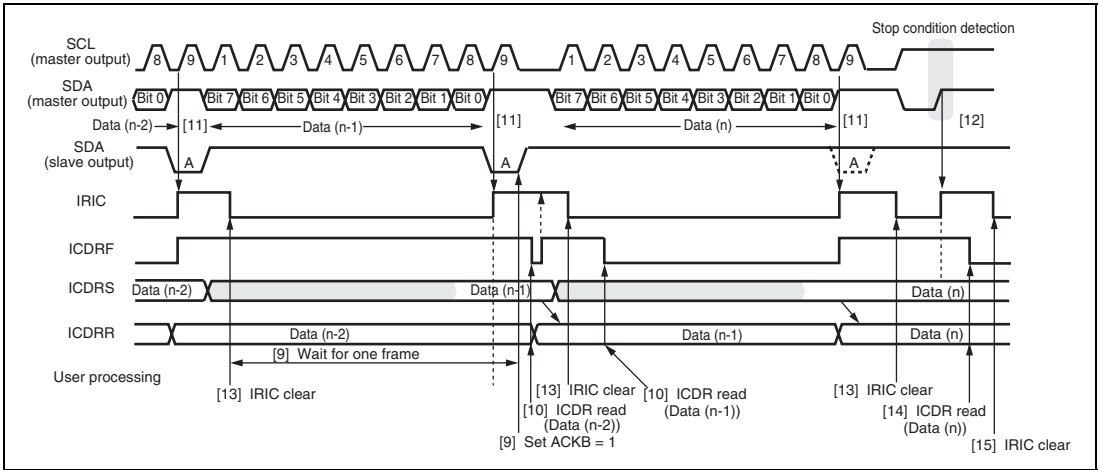 Stop condition detection
SCL
(master output)
8 9 1 2 3 4 5 6 7 8 9 1 2 3 4 5 6 7 8 9
SDA
(master output)
Bit 0 Bit 7 Bit 6 Bit 5 Bit 4 Bit 3 Bit 2 Bit 1 Bit 0 Bit 7 Bit 6 Bit 5 Bit 4 Bit 3 Bit 2 Bit 1 Bit 0
Data (n-2) [11] Data (n-1) [11] Data (n) [11] [12]
SDA
(slave output)
A A A
IRIC
ICDRF
ICDRS
Data (n-2) Data (n-1) Data (n)
ICDRR
Data (n-2) Data (n-1) Data (n)
[9] Wait for one frame
User processing
[13] IRIC clear
[13] IRIC clear
[10] ICDR read
(Data (n-2))
[9] Set ACKB = 1
[10] ICDR read
(Data (n-1))
[13] IRIC clear
[14] ICDR read
(Data (n))
[15] IRIC clear